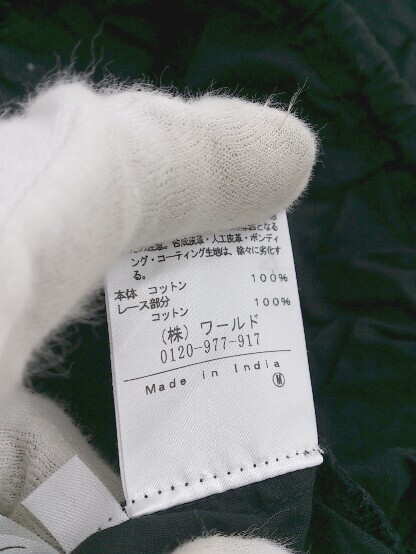 合成皮革・人工皮革・ボンディ
ング・コーティング生地は、徐々に劣化す
る。
本体 コットン 100%
レース部分 100%
コットン
(株) ワールド
0120-977-917
Made in India
M